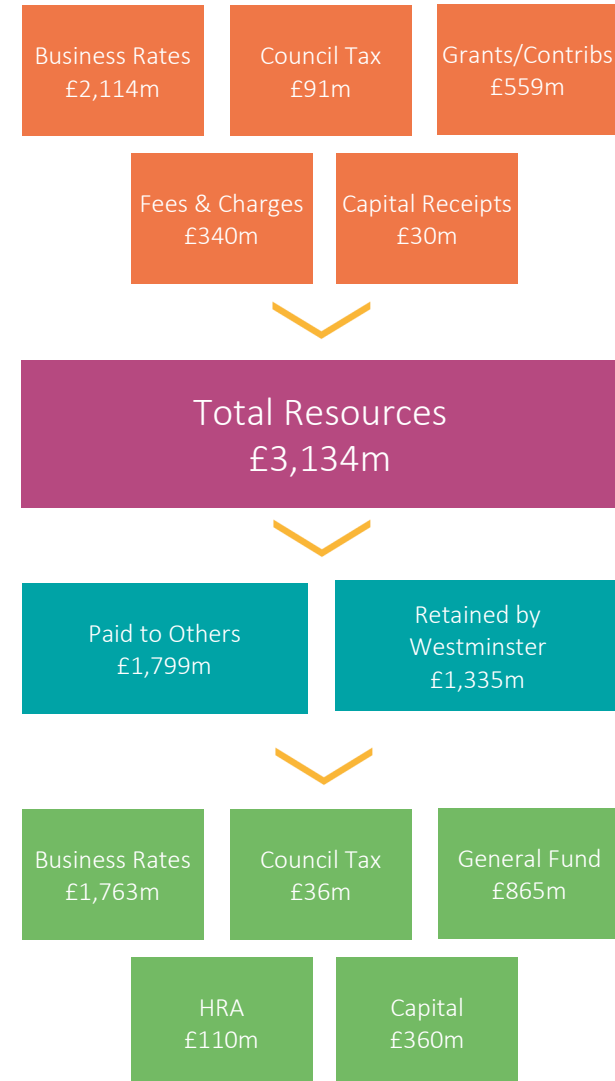 Business Rates
£2,114m
Council Tax
£91m
Grants/Contribs
£559m
Fees & Charges
£340m
Capital Receipts
£30m
Total Resources
£3,134m
Paid to Others
£1,799m
Retained by
Westminster
£1,335m
Business Rates
£1,763m
Council Tax
£36m
General Fund
£865m
HRA
£110m
Capital
£360m